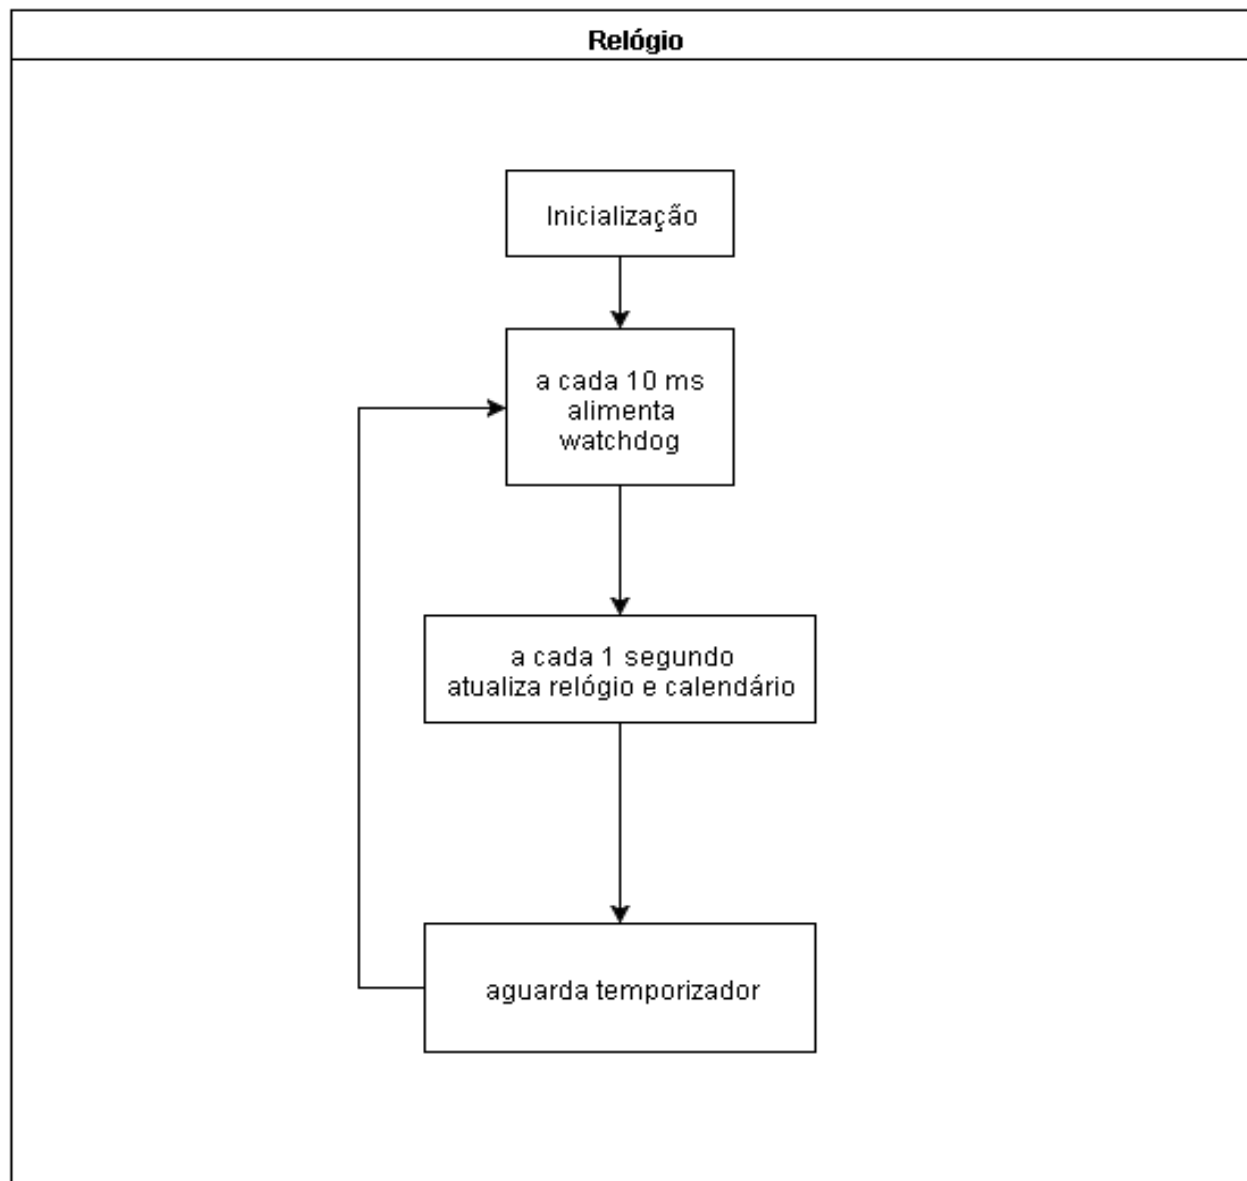 Relógio
Inicialização
a cada 10 ms
alimenta
watchdog
a cada 1 segundo
atualiza relógio e calendário
aguarda temporizador